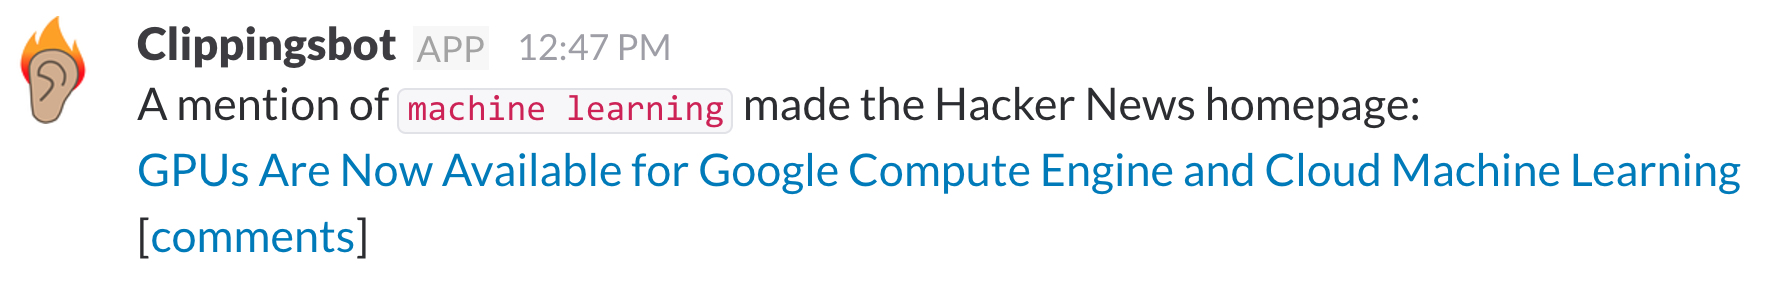 Clippingsbot APP 12:47 PM
A mention of machine learning made the Hacker News homepage:
GPUs Are Now Available for Google Compute Engine and Cloud Machine Learning
[comments]